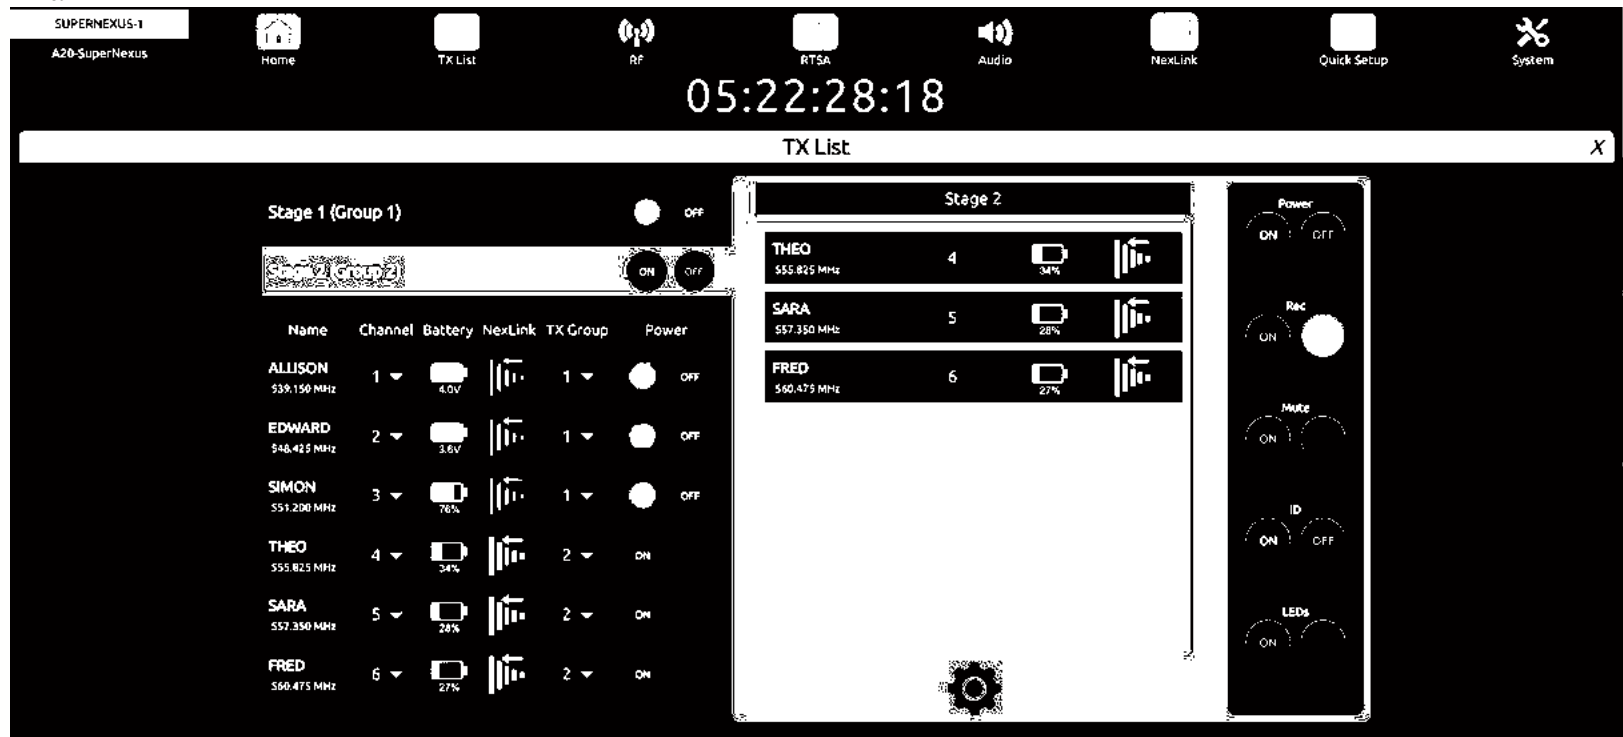 SUPERNEXUS-1
A20-SuperNexus
Home
TX List
RF
RTSA
Audio
NexLink
Quick Setup
System
05:22:28:18
TX List X
Stage 1 (Group 1) OFF
Stage 2 (Group 2) ON OFF
Name Channel Battery NexLink TX Group Power
ALLISON
539.150 MHz
1 4.0V 1 OFF
EDWARD
548.425 MHz
2 3.6V 1 OFF
SIMON
551.200 MHz
3 76% 1 OFF
THEO
555.825 MHz
4 34% 2 ON
SARA
557.350 MHz
5 28% 2 ON
FRED
560.475 MHz
6 27% 2 ON
Stage 2
THEO
555.825 MHz
4 34%
SARA
557.350 MHz
5 28%
FRED
560.475 MHz
6 27%
Power
ON OFF
Rec
ON
Mute
ON
ID
ON OFF
LEDs
ON